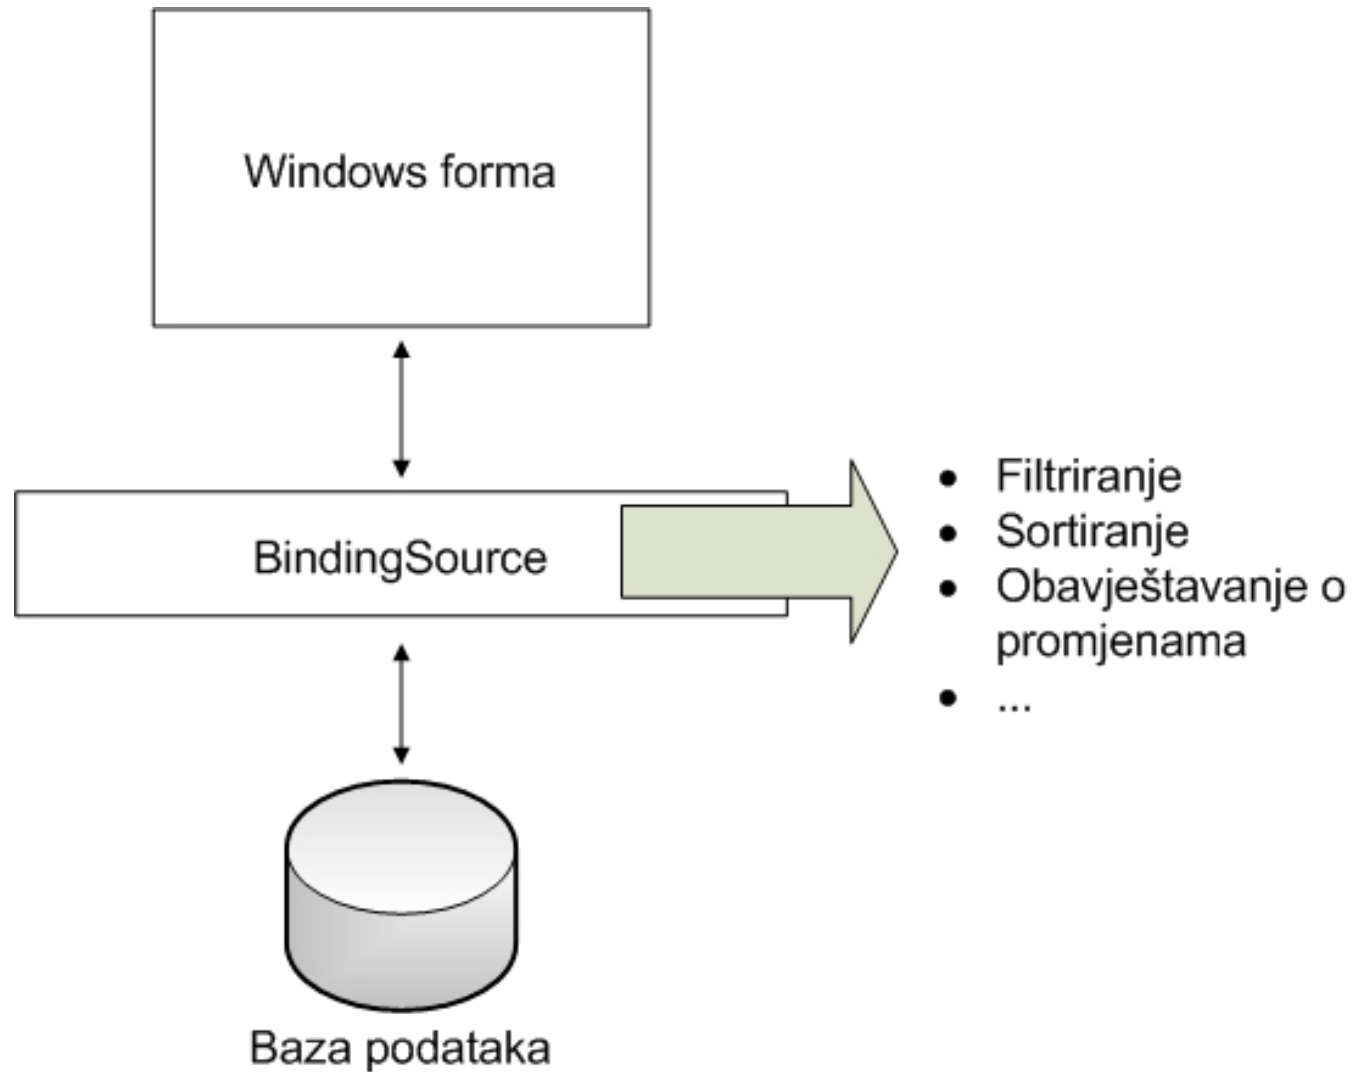 Windows forma
BindingSource
• Filtriranje
• Sortiranje
• Obavještavanje o
promjenama
• ...
Baza podataka